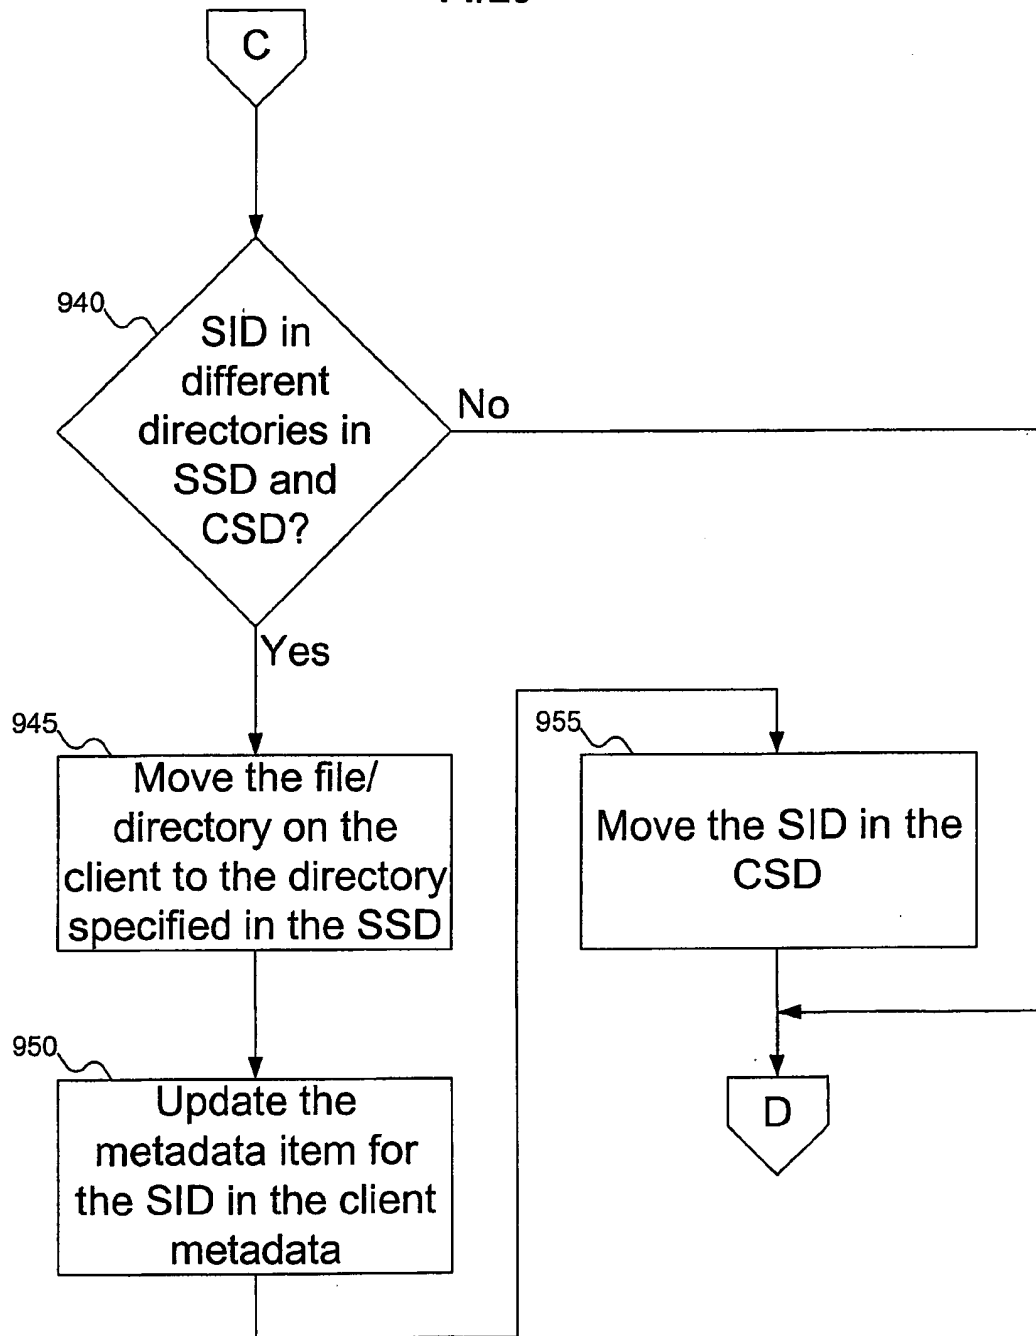 C
940
SID in
different
directories in
SSD and
CSD?
No
Yes
945
Move the file/
directory on the
client to the directory
specified in the SSD
950
Update the
metadata item for
the SID in the client
metadata
955
Move the SID in the
CSD
D